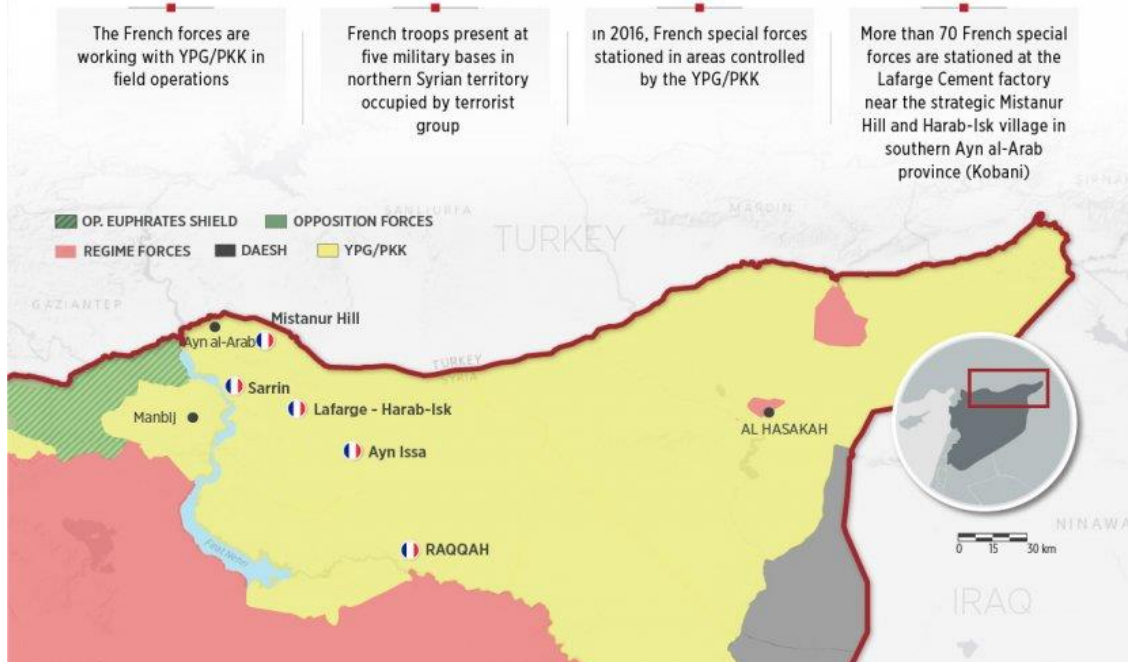 The French forces are
working with YPG/PKK in
field operations
French troops present at
five military bases in
northern Syrian territory
occupied by terrorist
group
In 2016, French special forces
stationed in areas controlled
by the YPG/PKK
More than 70 French special
forces are stationed at the
Lafarge Cement factory
near the strategic Mistanur
Hill and Harab-Isk village in
southern Ayn al-Arab
province (Kobani)
OP. EUPHRATES SHIELD
OPPOSITION FORCES
REGIME FORCES
DAESH
YPG/PKK
SANLIURFA
MARDIN
TURKEY
GAZIANTEP
Mistanur Hill
Ayn al-Arab
TURKEY
SYRIA
Sarrin
Manbij
Lafarge - Harab-Isk
AL HASAKAH
Ayn Issa
RAQQAH
Fırat Nehri
NINAWA
0 15 30 km
IRAQ